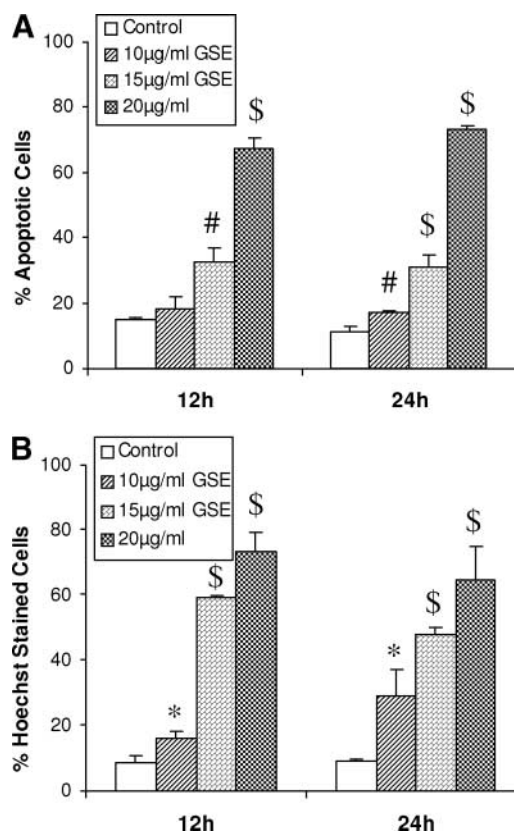 A
Control
10µg/ml GSE
15µg/ml GSE
20µg/ml
% Apoptotic Cells
100
80
60
40
20
0
#
$
$
#
$
12h
24h
B
Control
10µg/ml GSE
15µg/ml GSE
20µg/ml
% Hoechst Stained Cells
100
80
60
40
20
0
*
$
$
*
$
$
12h
24h